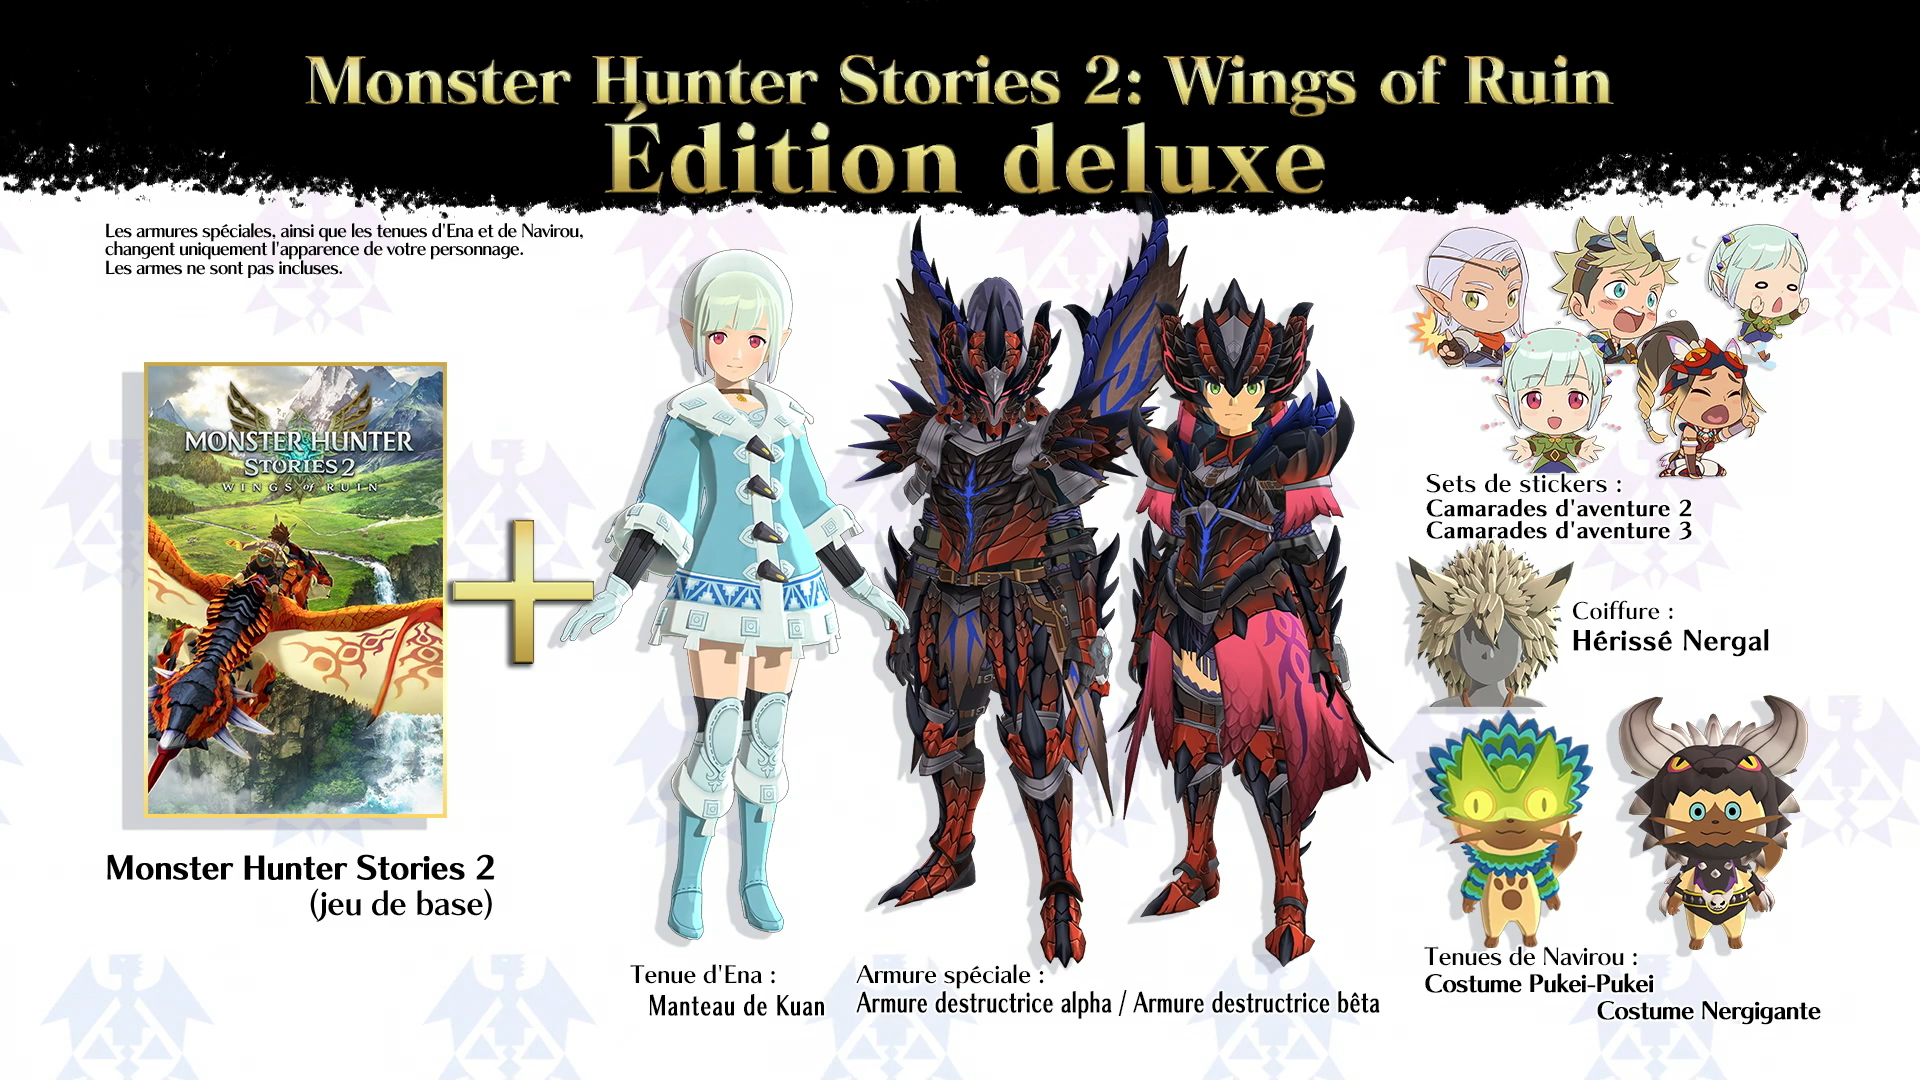 Monster Hunter Stories 2: Wings of Ruin
Édition deluxe
Les armures spéciales, ainsi que les tenues d'Ena et de Navirou,
changent uniquement l'apparence de votre personnage.
Les armes ne sont pas incluses.
MONSTER HUNTER
STORIES 2
WINGS of RUIN
Monster Hunter Stories 2
(jeu de base)
Tenue d'Ena :
Manteau de Kuan
Armure spéciale :
Armure destructrice alpha / Armure destructrice bêta
Sets de stickers :
Camarades d'aventure 2
Camarades d'aventure 3
Coiffure :
Hérissé Nergal
Tenues de Navirou :
Costume Pukei-Pukei
Costume Nergigante